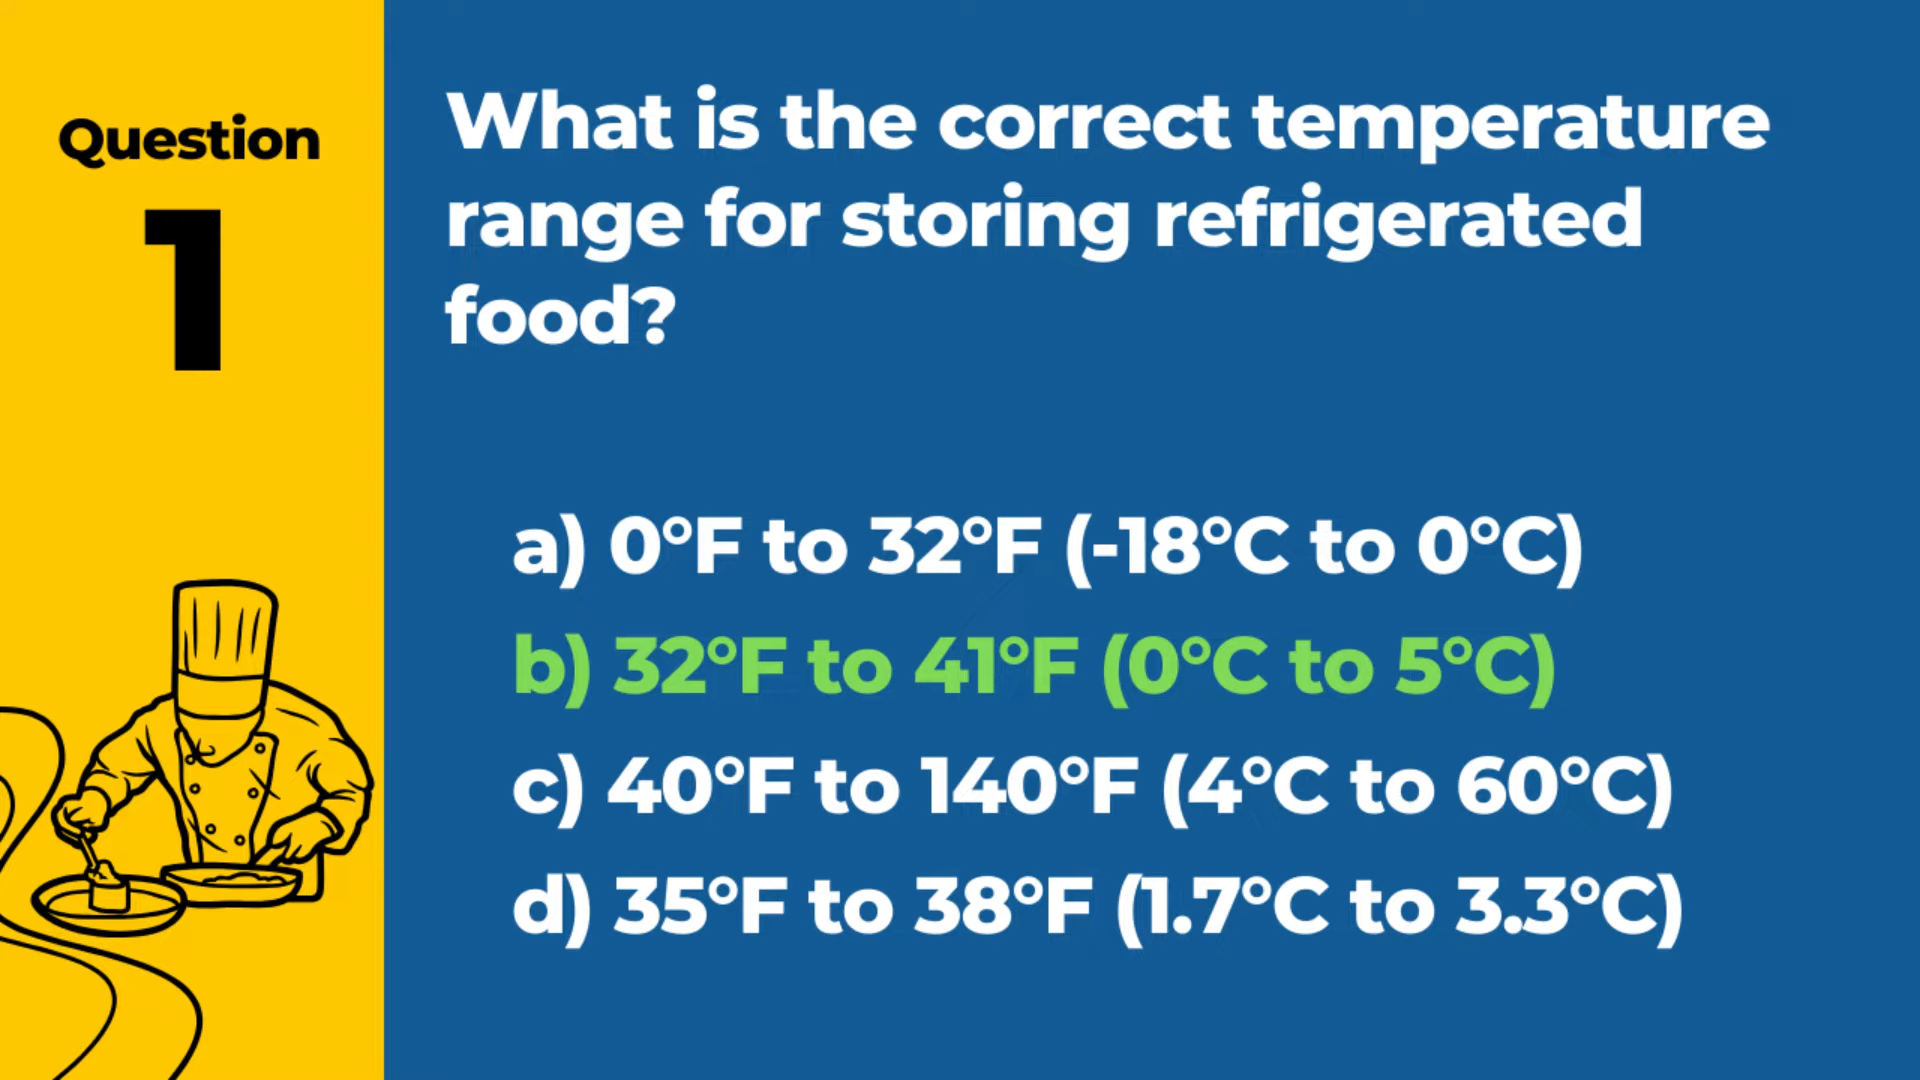 Question
1
What is the correct temperature
range for storing refrigerated
food?
a) 0°F to 32°F (-18°C to 0°C)
b) 32°F to 41°F (0°C to 5°C)
c) 40°F to 140°F (4°C to 60°C)
d) 35°F to 38°F (1.7°C to 3.3°C)